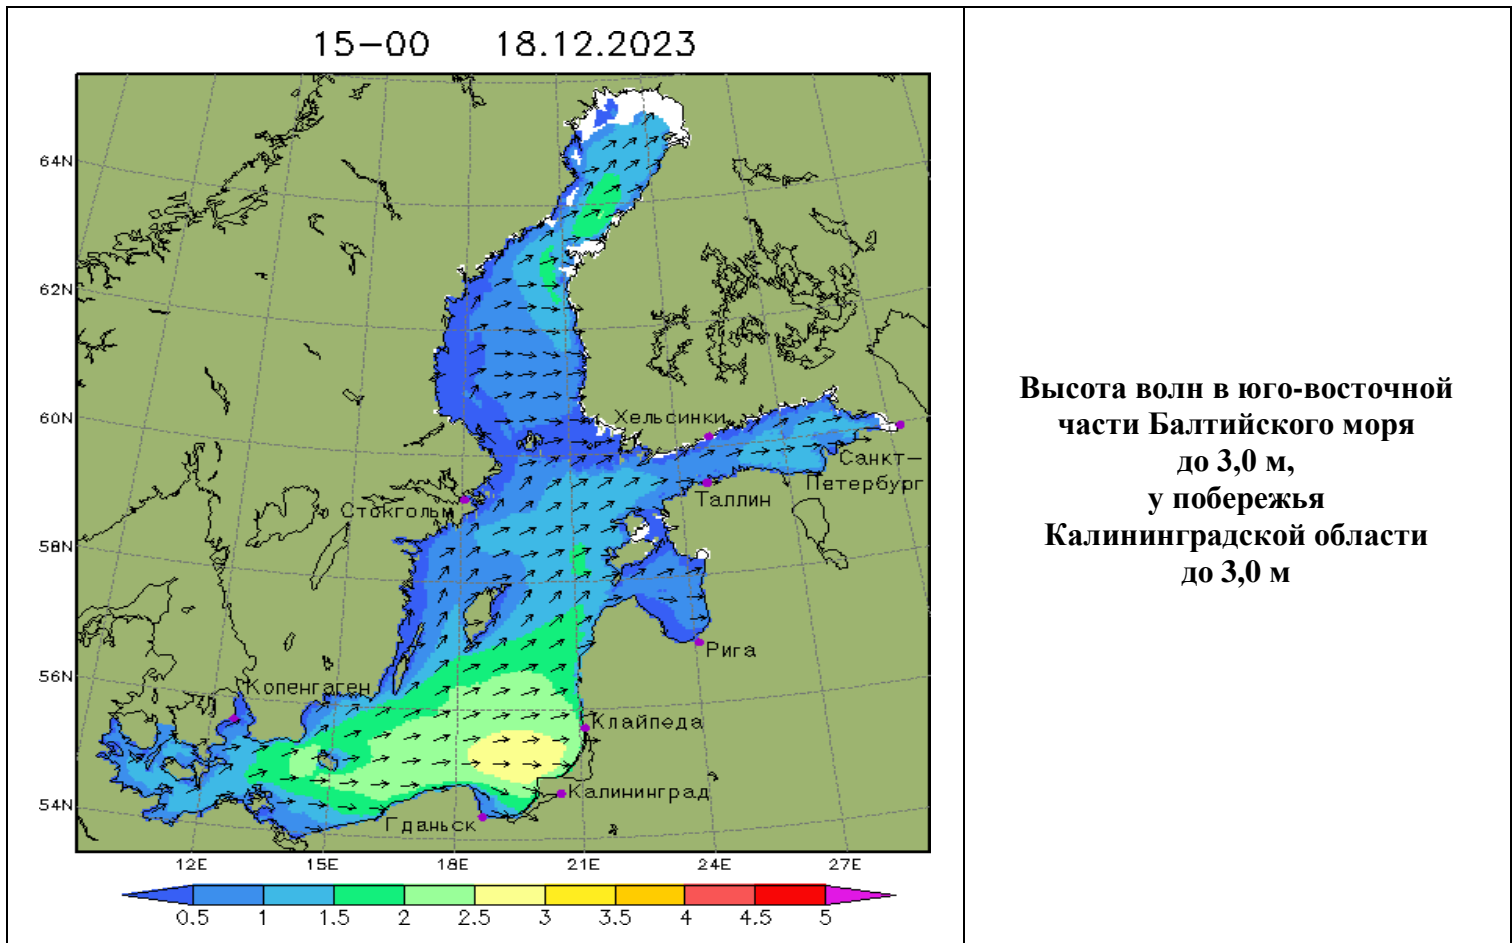 15-00 18.12.2023
64N
62N
60N
58N
56N
54N
Хельсинки
Санкт-
Петербург
Таллин
Стокгольм
Рига
Копенгаген
Клайпеда
Калининград
Гданьск
12E 15E 18E 21E 24E 27E
0.5 1 1.5 2 2.5 3 3.5 4 4.5 5
Высота волн в юго-восточной
части Балтийского моря
до 3,0 м,
у побережья
Калининградской области
до 3,0 м